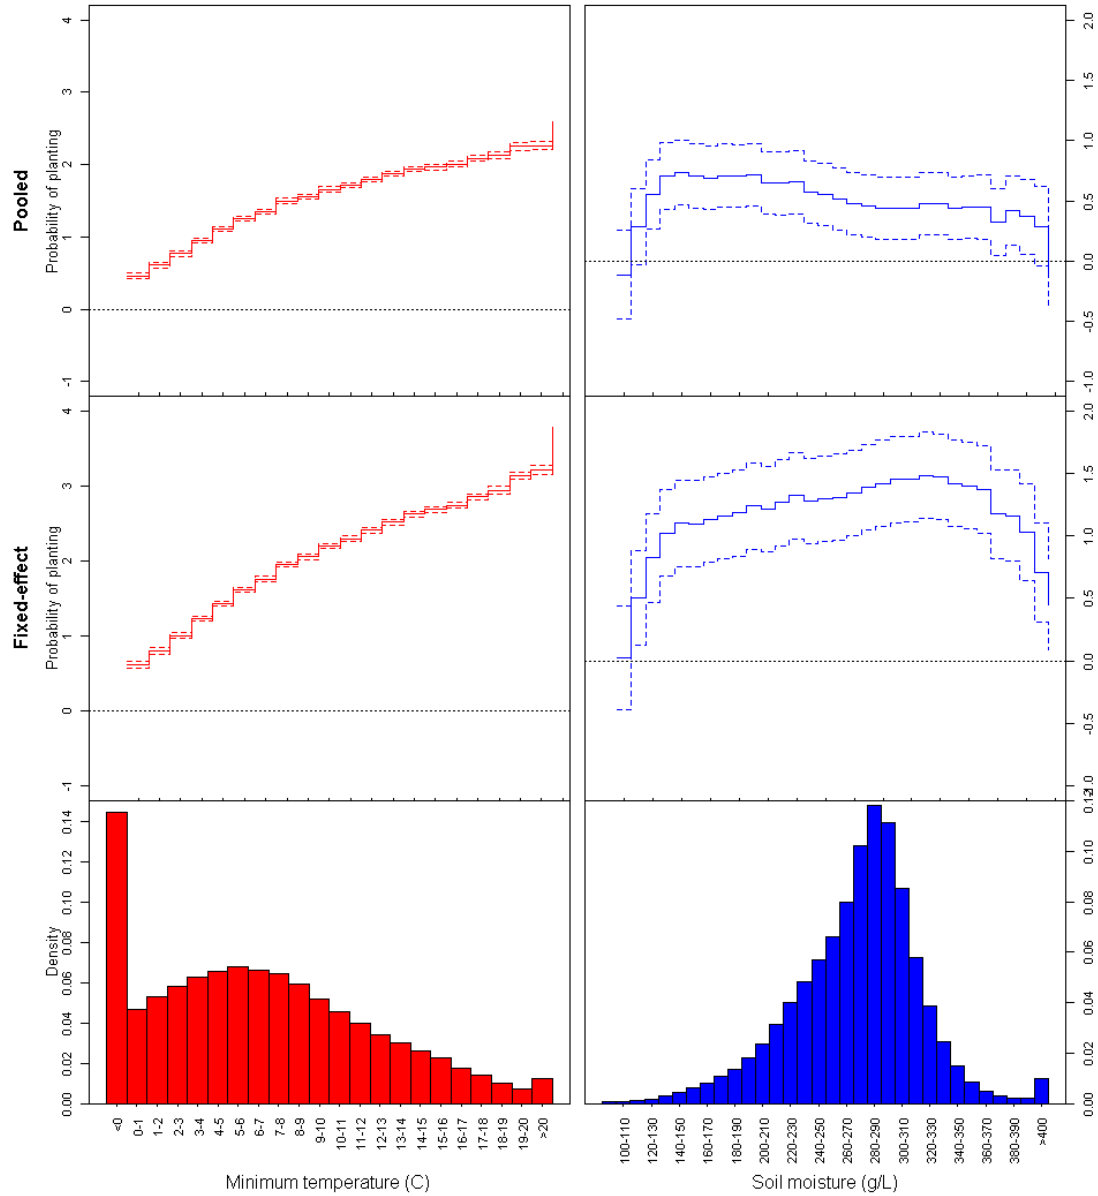 Pooled
Probability of planting
-1 0 1 2 3 4
-1.0 -0.5 0.0 0.5 1.0 1.5 2.0
Fixed-effect
Probability of planting
-1 0 1 2 3 4
-0.5 0.0 0.5 1.0 1.5 2.0
Density
0.00 0.02 0.04 0.06 0.08 0.10 0.12 0.14
0.00 0.02 0.04 0.06 0.08 0.10
<0 0-1 1-2 2-3 3-4 4-5 5-6 6-7 7-8 8-9 9-10 10-11 11-12 12-13 13-14 14-15 15-16 16-17 17-18 18-19 19-20 >20
100-110 120-130 140-150 160-170 180-190 200-210 220-230 240-250 260-270 280-290 300-310 320-330 340-350 360-370 380-390 >400
Minimum temperature (C)
Soil moisture (g/L)